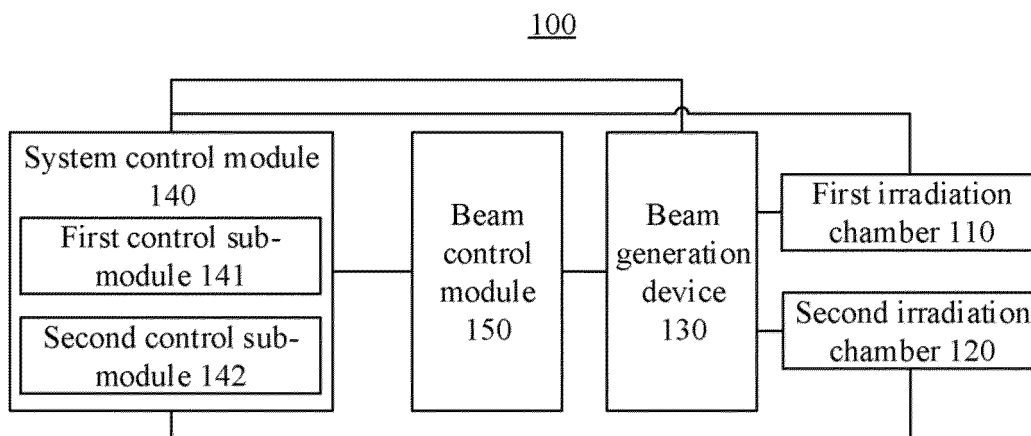 100
System control module
140
First control sub-
module 141
Second control sub-
module 142
Beam
control
module
150
Beam
generation
device
130
First irradiation
chamber 110
Second irradiation
chamber 120